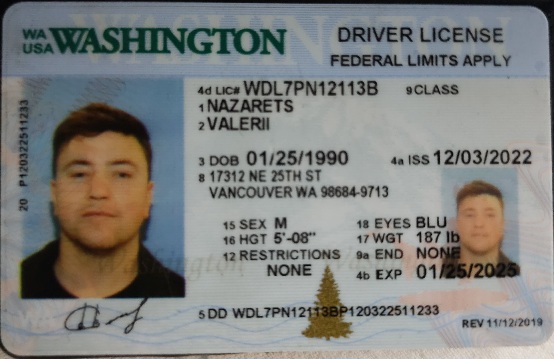 WA USA WASHINGTON DRIVER LICENSE
FEDERAL LIMITS APPLY
4d LIC# WDL7PN12113B 9 CLASS
1 NAZARETS
2 VALERII
3 DOB 01/25/1990 4a ISS 12/03/2022
8 17312 NE 25TH ST
VANCOUVER WA 98684-9713
15 SEX M 18 EYES BLU
16 HGT 5'-08" 17 WGT 187 lb
12 RESTRICTIONS 9a END NONE
NONE 4b EXP 01/25/2025
5 DD WDL7PN12113BP120322511233
REV 11/12/2019
20 P120322511233
Washington